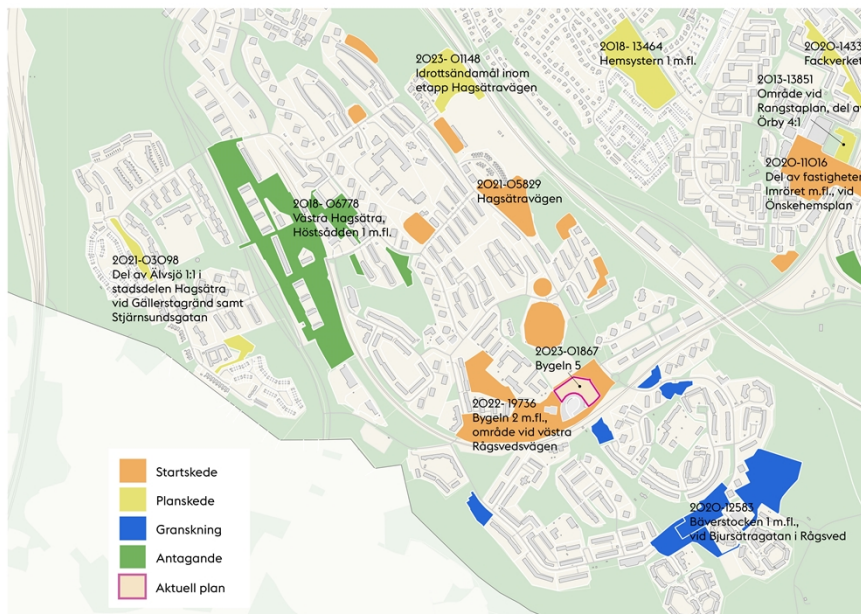 2023- 01148
Idrottsändamål inom
etapp Hagsätravägen
2018- 13464
Hemsystern 1 m.fl.
2020-1433
Fackverket
2013-13851
Område vid
Rangstaplan, del av
Örby 4:1
2020-11016
Del av fastigheten
Imröret m.fl., vid
Önskehemsplan
2018- 06778
Västra Hagsätra,
Höstsådden 1 m.fl.
2021-05829
Hagsätravägen
2021-03098
Del av Älvsjö 1:1 i
stadsdelen Hagsätra
vid Gällerstagränd samt
Stjärnsundsgatan
2023-01867
Bygeln 5
2022- 19736
Bygeln 2 m.fl.,
område vid västra
Rågsvedsvägen
2020-12583
Bäverstocken 1 m.fl.,
vid Bjursätragatan i Rågsved
Startskede
Planskede
Granskning
Antagande
Aktuell plan